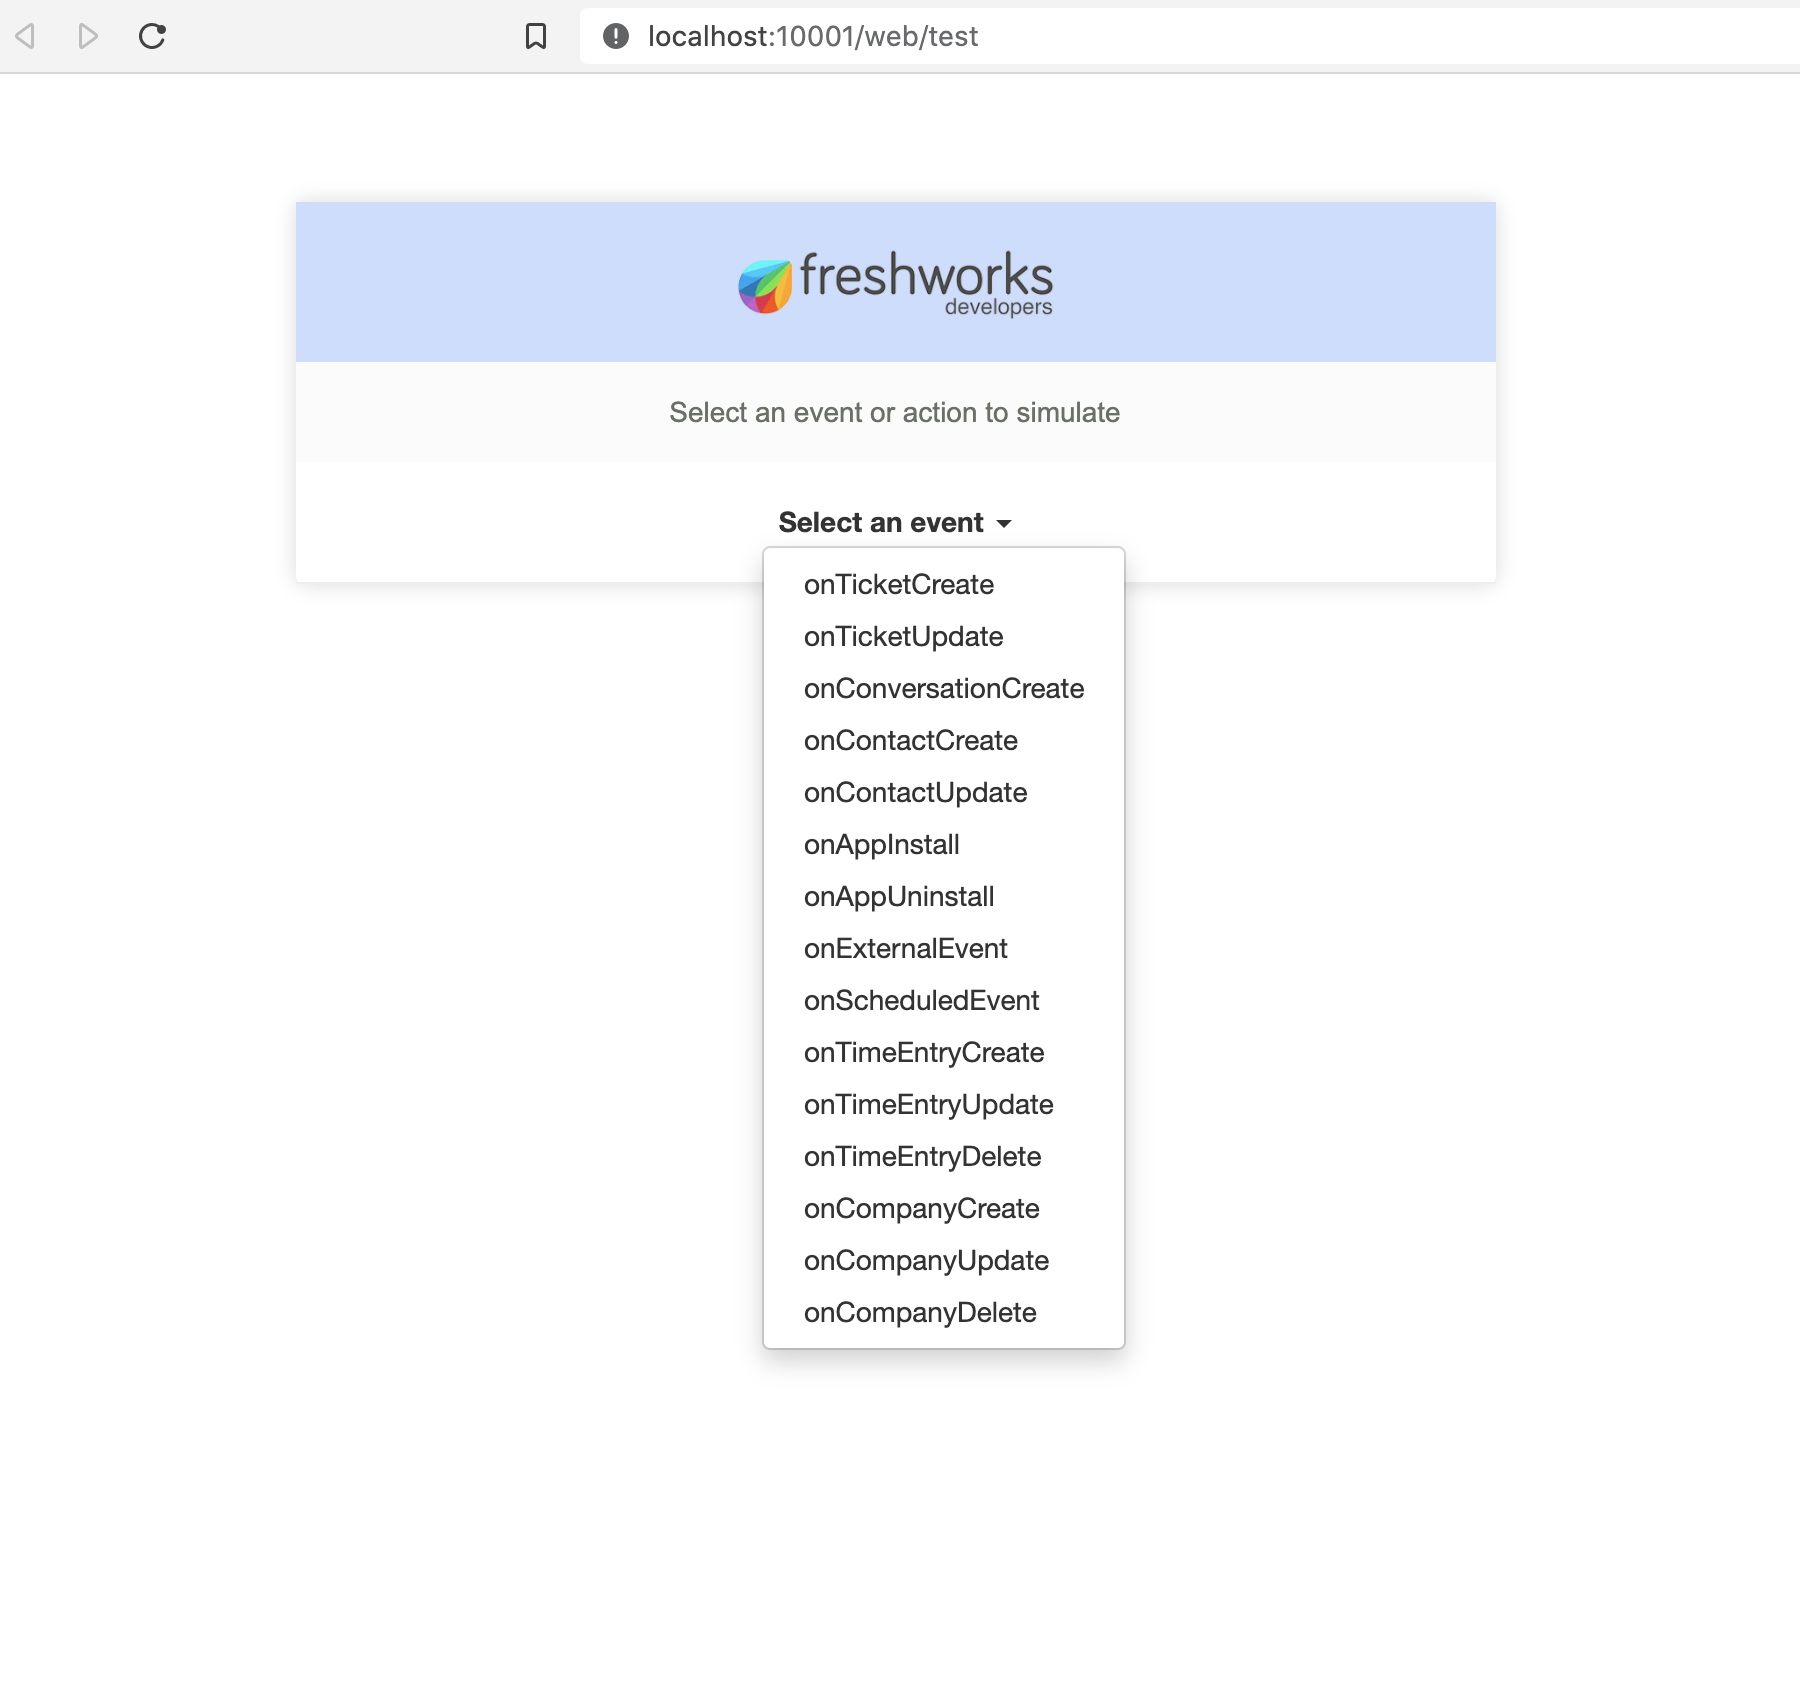 localhost:10001/web/test
freshworks
developers
Select an event or action to simulate
Select an event
onTicketCreate
onTicketUpdate
onConversationCreate
onContactCreate
onContactUpdate
onAppInstall
onAppUninstall
onExternalEvent
onScheduledEvent
onTimeEntryCreate
onTimeEntryUpdate
onTimeEntryDelete
onCompanyCreate
onCompanyUpdate
onCompanyDelete